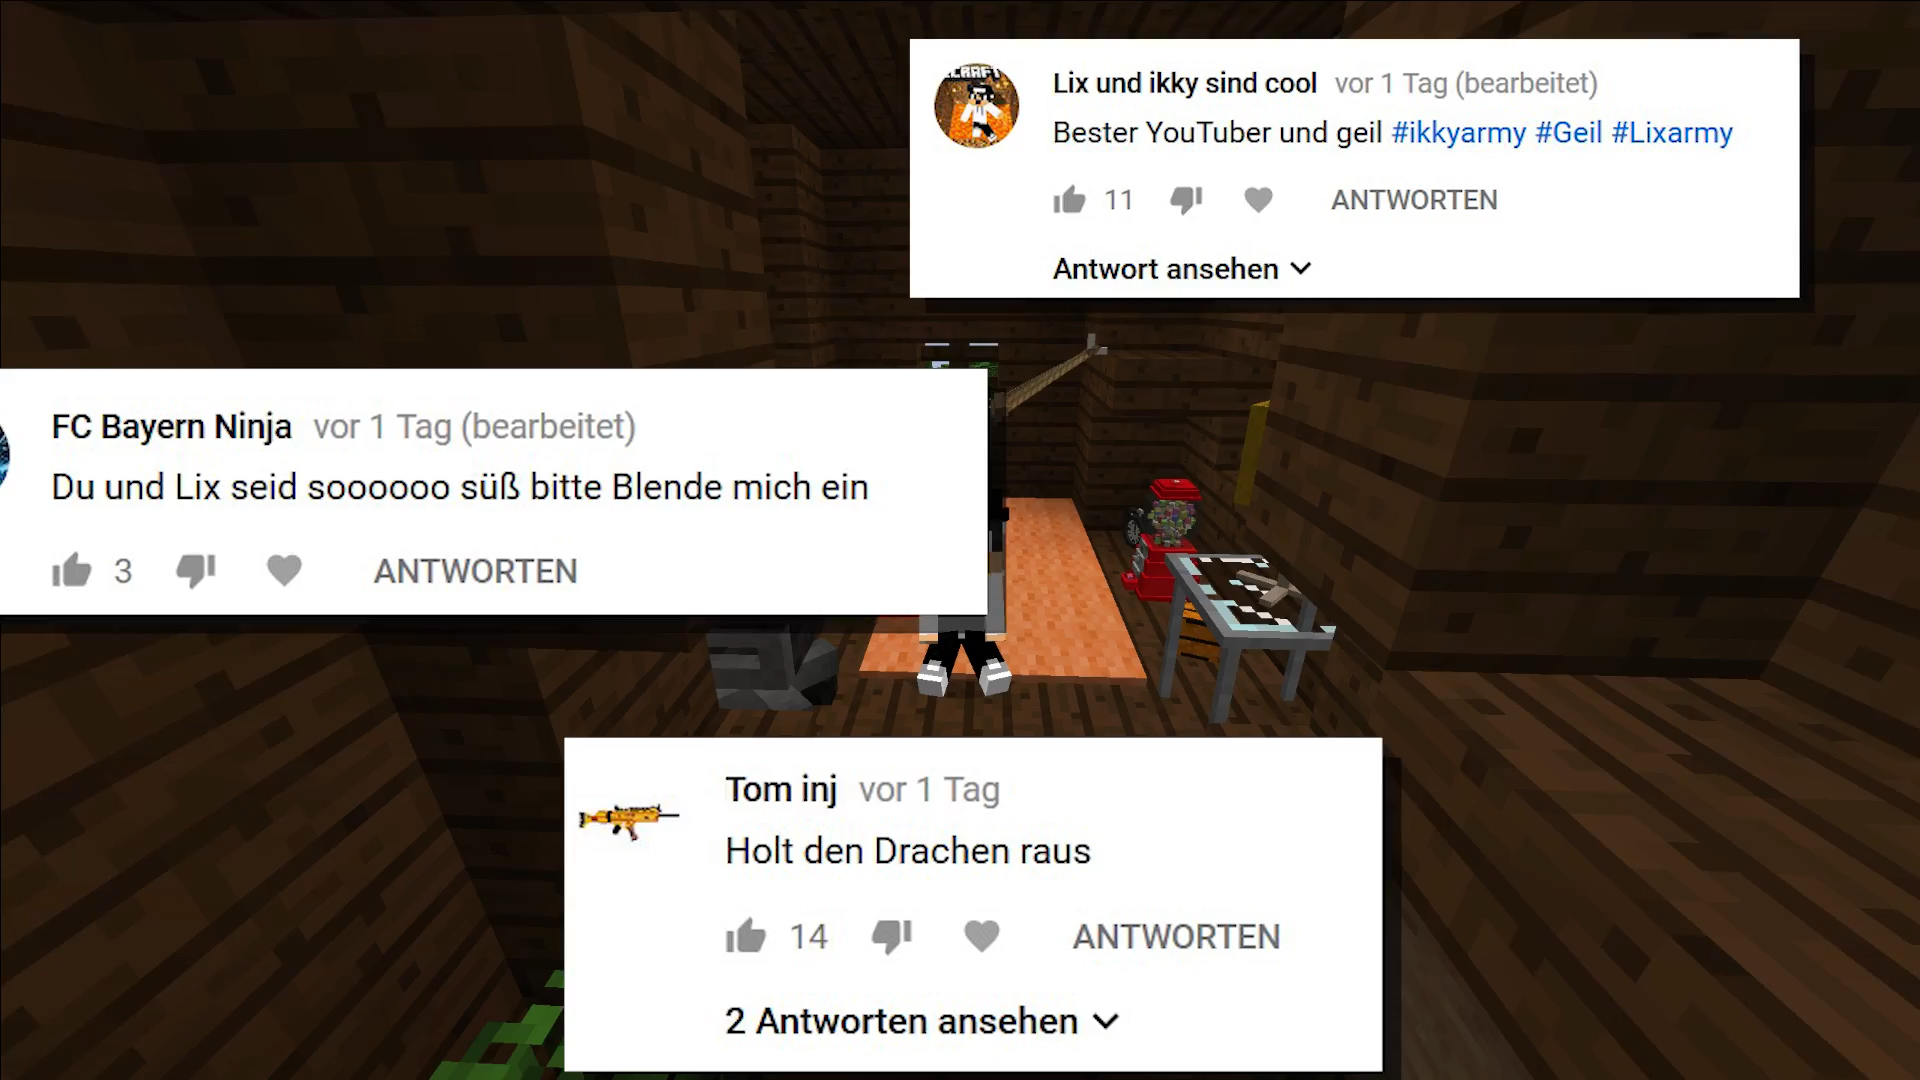 CRAFT
Lix und ikky sind cool vor 1 Tag (bearbeitet)
Bester YouTuber und geil #ikkyarmy #Geil #Lixarmy
11 ANTWORTEN
Antwort ansehen
FC Bayern Ninja vor 1 Tag (bearbeitet)
Du und Lix seid soooooo süß bitte Blende mich ein
3 ANTWORTEN
Tom inj vor 1 Tag
Holt den Drachen raus
14 ANTWORTEN
2 Antworten ansehen